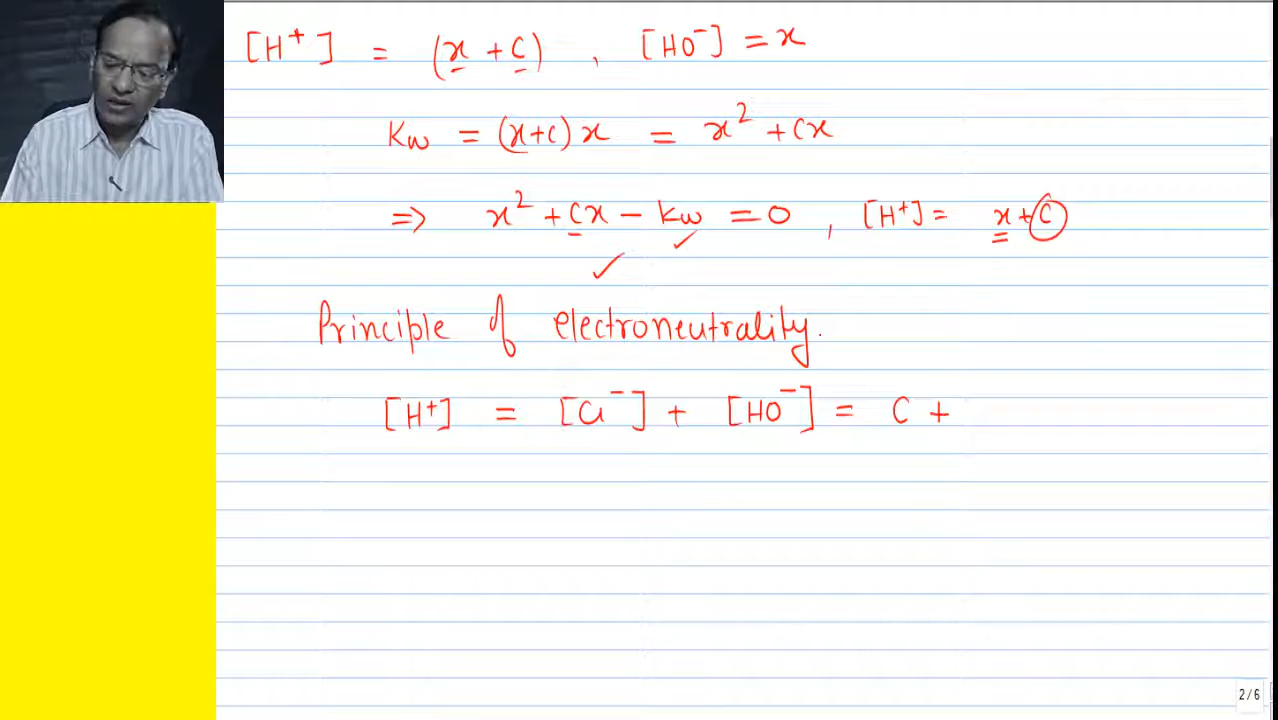 [H⁺] = (x + C) , [HO⁻] = x
Kw = (x+C) x = x² + Cx
⇒ x² + Cx − Kw = 0 , [H⁺] = x + C
Principle of electroneutrality.
[H⁺] = [Cl⁻] + [HO⁻] = C +
2/6